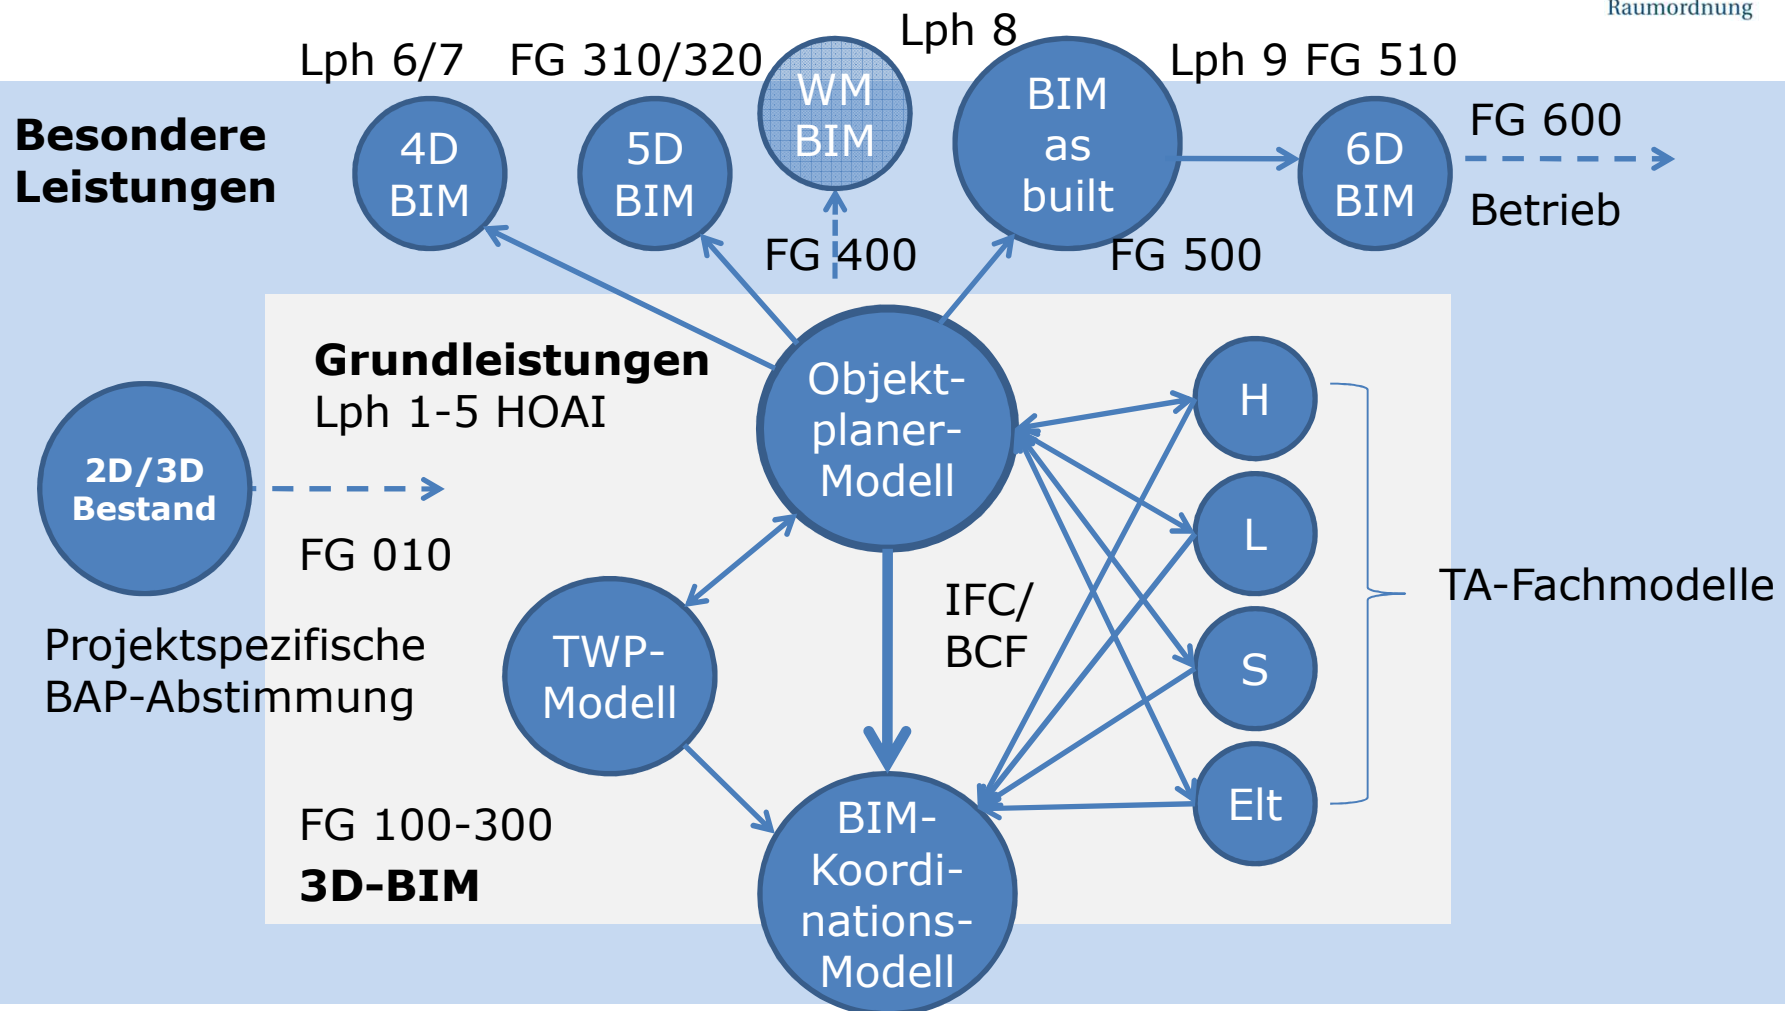 Raumordnung
Lph 6/7
FG 310/320
Lph 8
Lph 9 FG 510
Besondere
Leistungen
4D
BIM
5D
BIM
WM
BIM
BIM
as
built
6D
BIM
FG 600
Betrieb
FG 400
FG 500
Grundleistungen
Lph 1-5 HOAI
2D/3D
Bestand
FG 010
Projektspezifische
BAP-Abstimmung
Objekt-
planer-
Modell
H
L
S
Elt
TA-Fachmodelle
IFC/
BCF
TWP-
Modell
FG 100-300
3D-BIM
BIM-
Koordi-
nations-
Modell